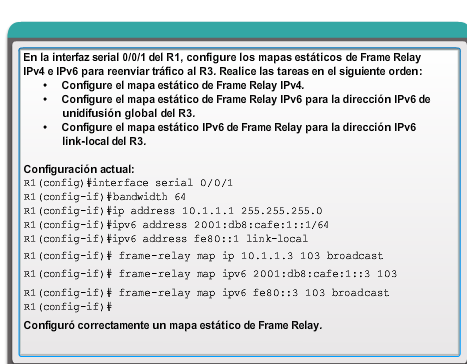 En la interfaz serial 0/0/1 del R1, configure los mapas estáticos de Frame Relay
IPv4 e IPv6 para reenviar tráfico al R3. Realice las tareas en el siguiente orden:
• Configure el mapa estático de Frame Relay IPv4.
• Configure el mapa estático de Frame Relay IPV6 para la dirección IPv6 de
unidifusión global del R3.
• Configure el mapa estático IPv6 de Frame Relay para la dirección IPv6
link-local del R3.
Configuración actual:
R1(config)#interface serial 0/0/1
R1(config-if)#bandwidth 64
R1(config-if)#ip address 10.1.1.1 255.255.255.0
R1(config-if)#ipv6 address 2001:db8:cafe:1::1/64
R1(config-if)#ipv6 address fe80::1 link-local
R1(config-if)# frame-relay map ip 10.1.1.3 103 broadcast
R1(config-if)# frame-relay map ipv6 2001:db8:cafe:1::3 103
R1(config-if)# frame-relay map ipv6 fe80::3 103 broadcast
R1(config-if)#
Configuró correctamente un mapa estático de Frame Relay.